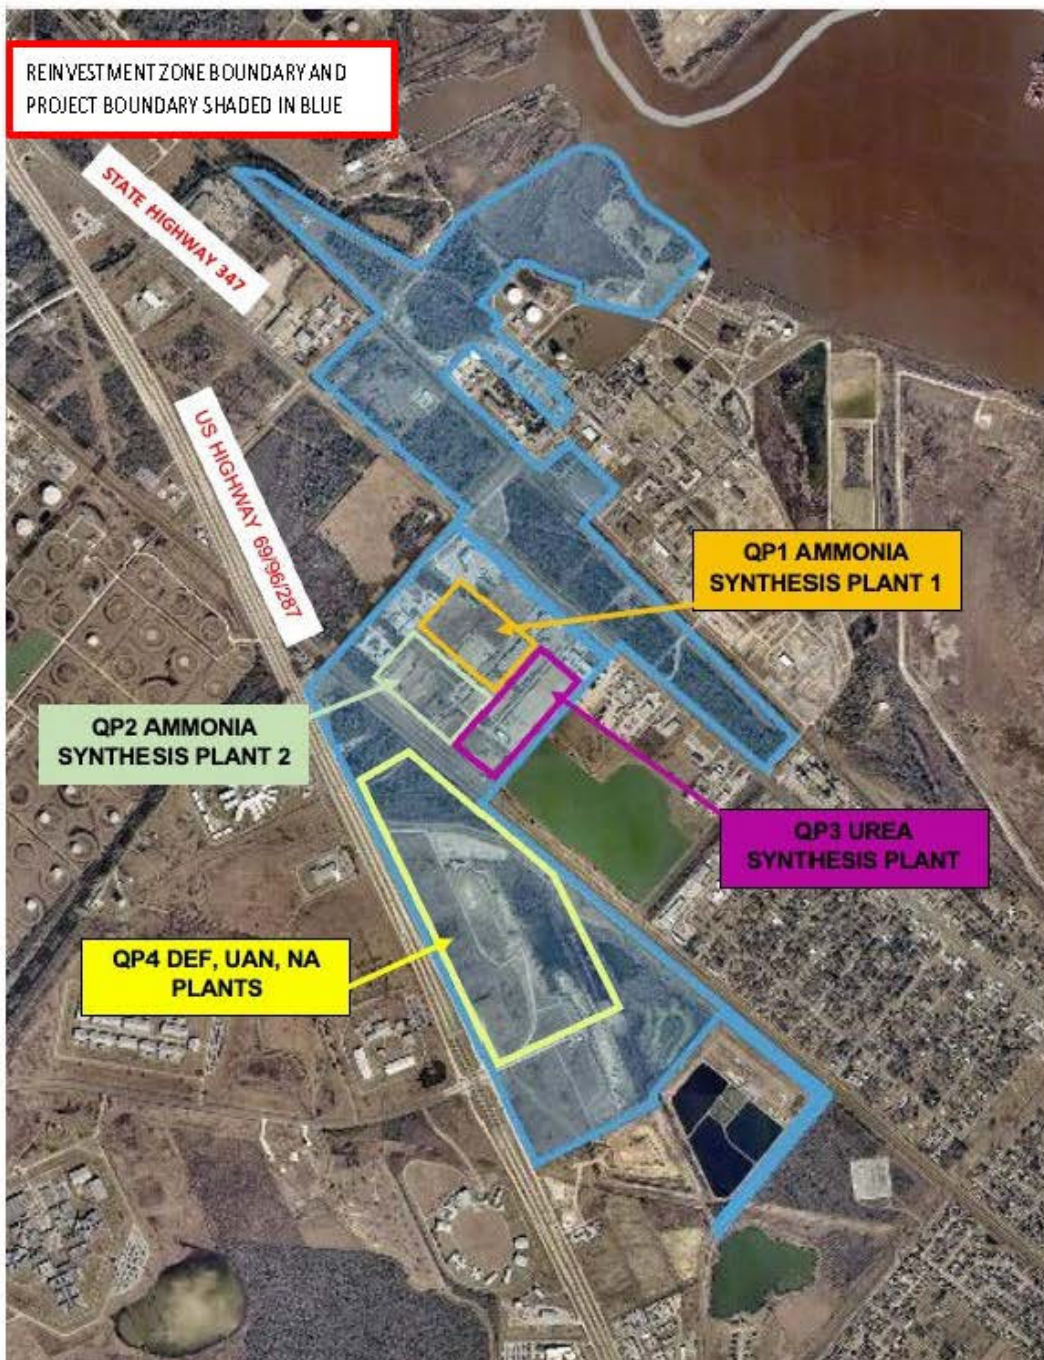 REINVESTMENT ZONE BOUNDARY AND
PROJECT BOUNDARY SHADED IN BLUE
STATE HIGHWAY 347
US HIGHWAY 69/96/287
QP1 AMMONIA
SYNTHESIS PLANT 1
QP2 AMMONIA
SYNTHESIS PLANT 2
QP3 UREA
SYNTHESIS PLANT
QP4 DEF, UAN, NA
PLANTS